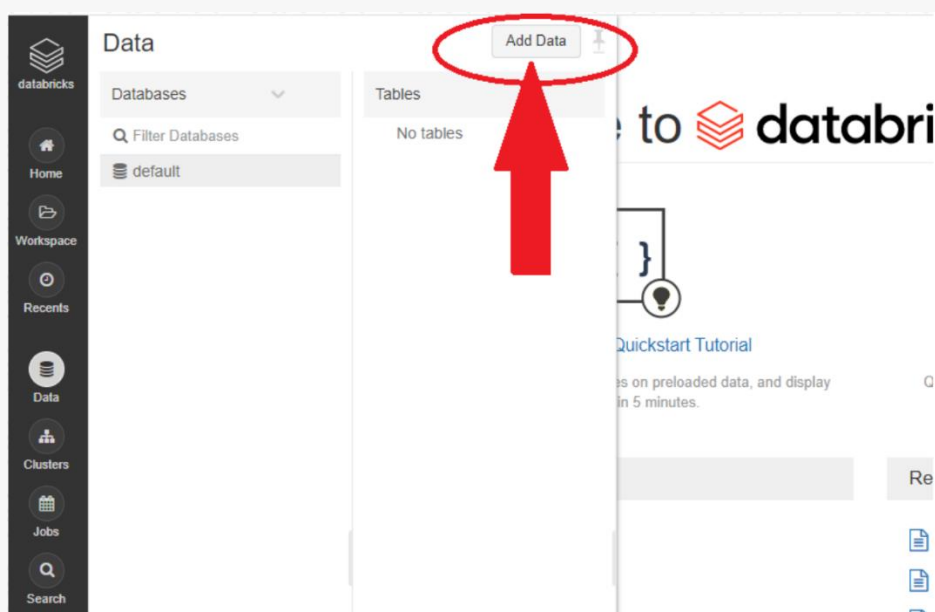 databricks
Home
Workspace
Recents
Data
Clusters
Jobs
Search
Data
Add Data
Databases
Filter Databases
default
Tables
No tables
to databri
{ }
Quickstart Tutorial
on preloaded data, and display
in 5 minutes.
Q
Re